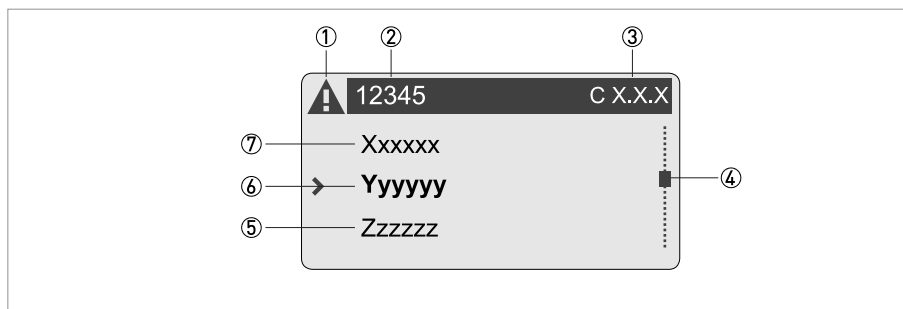 ① ② ③
12345 C X.X.X
⑦ Xxxxxx
⑥ Yyyyyy ④
⑤ Zzzzzz